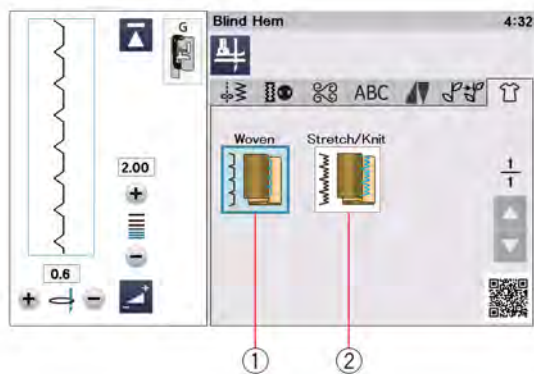 G
Blind Hem
4:32
ABC
Woven
Stretch/Knit
2.00
0.6
1
1
① ②